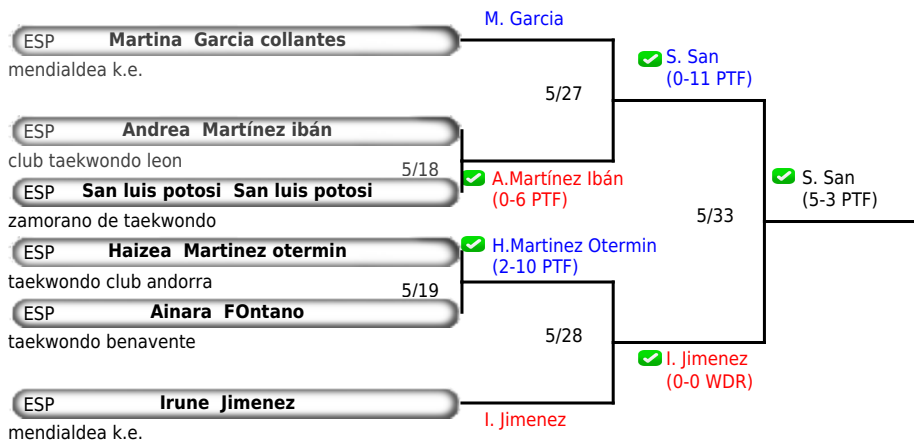 M. Garcia
ESP Martina Garcia collantes
mendialdea k.e.
S. San
(0-11 PTF)
5/27
ESP Andrea Martínez ibán
club taekwondo leon
5/18
A.Martínez Ibán
(0-6 PTF)
S. San
(5-3 PTF)
ESP San luis potosi San luis potosi
zamorano de taekwondo
5/33
ESP Haizea Martinez otermin
H.Martinez Otermin
(2-10 PTF)
taekwondo club andorra
5/19
ESP Ainara FOntano
taekwondo benavente
5/28
I. Jimenez
(0-0 WDR)
ESP Irune Jimenez
I. Jimenez
mendialdea k.e.